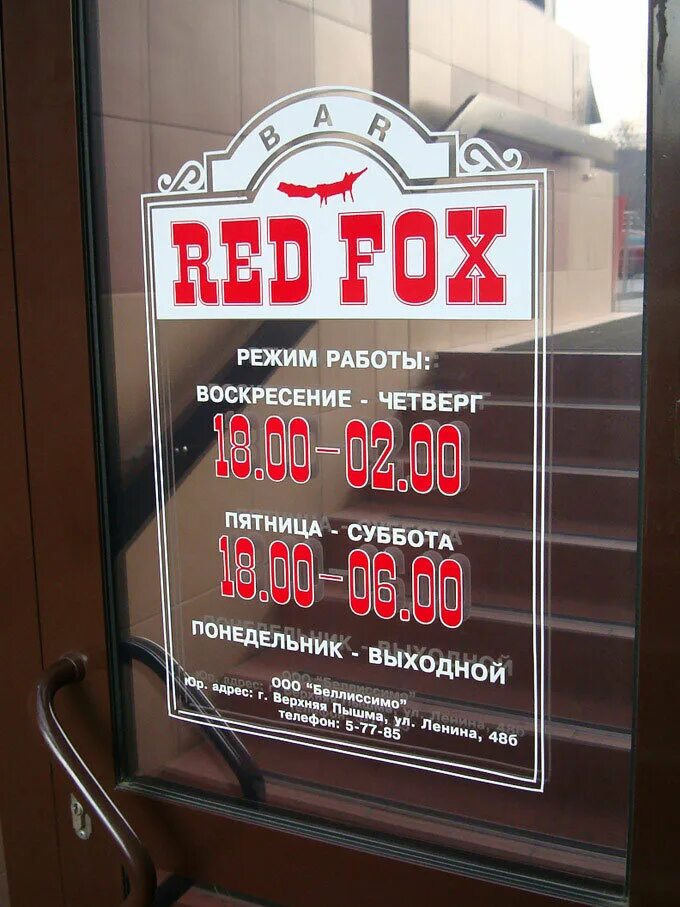 BAR
RED FOX
РЕЖИМ РАБОТЫ:
ВОСКРЕСЕНИЕ - ЧЕТВЕРГ
18.00-02.00
ПЯТНИЦА - СУББОТА
18.00-06.00
ПОНЕДЕЛЬНИК - ВЫХОДНОЙ
ООО "Беллиссимо"
Юр. адрес: г. Верхняя Пышма, ул. Ленина, 48б
телефон: 5-77-85